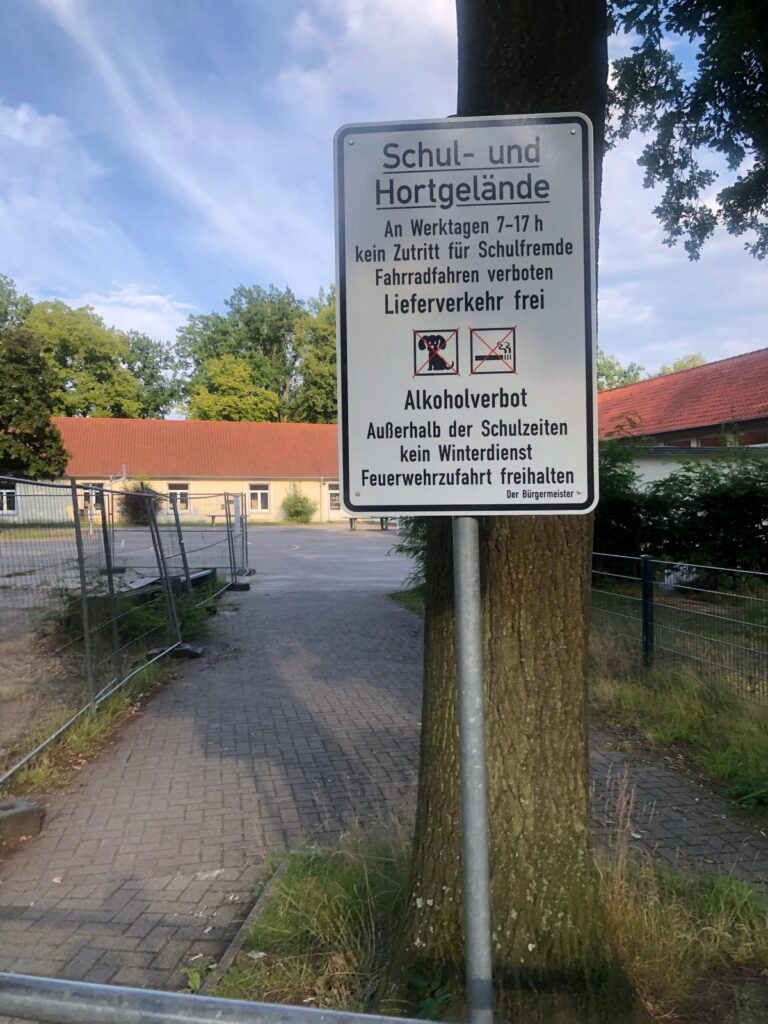 Schul- und
Hortgelände
An Werktagen 7-17 h
kein Zutritt für Schulfremde
Fahrradfahren verboten
Lieferverkehr frei
Alkoholverbot
Außerhalb der Schulzeiten
kein Winterdienst
Feuerwehrzufahrt freihalten
Der Bürgermeister